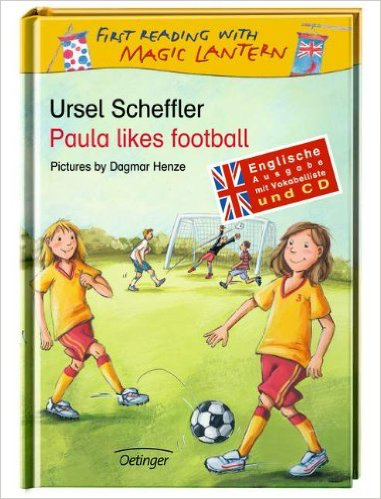 FIRST READING WITH
MAGIC LANTERN
Ursel Scheffler
Paula likes football
Pictures by Dagmar Henze
Englische
Ausgabe
mit Vokabelliste
und CD
3
Oetinger